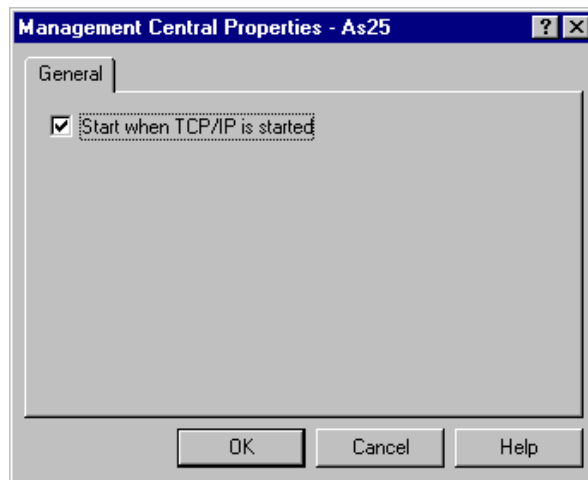 Management Central Properties - As25
General
Start when TCP/IP is started
OK Cancel Help